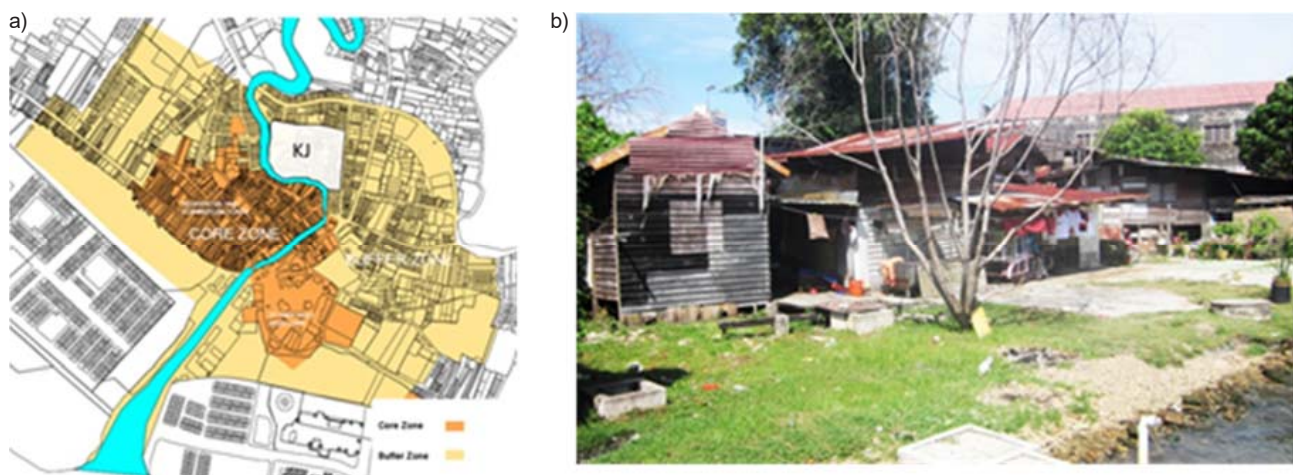 a)
b)
KJ
CORE ZONE
BUFFER ZONE
Core Zone
Buffer Zone